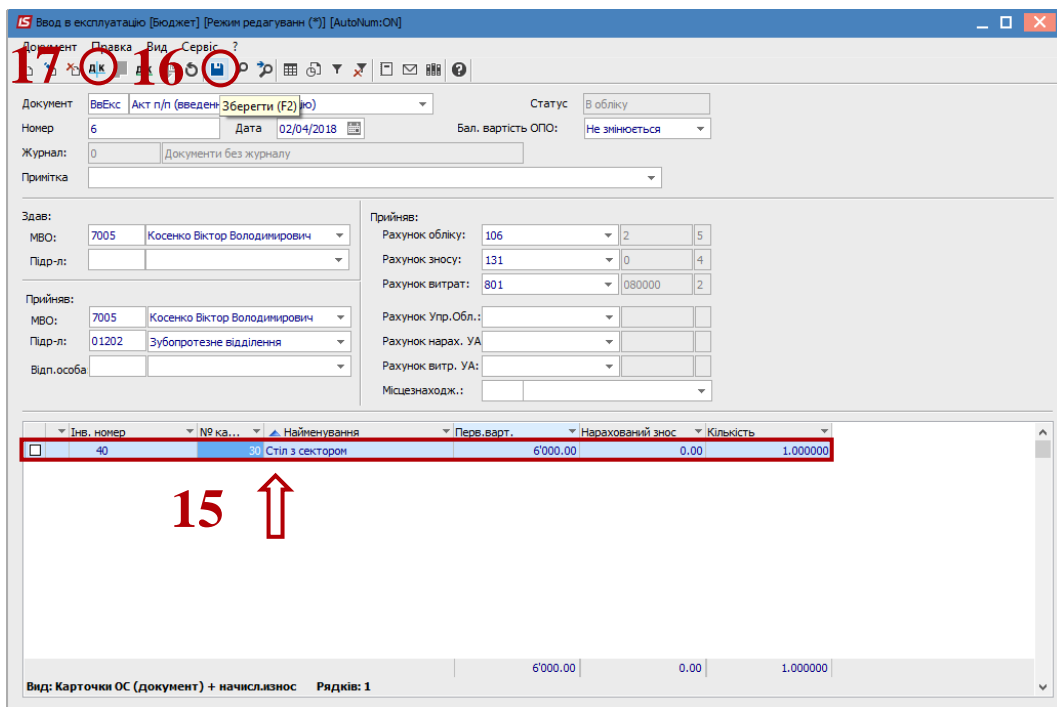 Ввод в експлуатацію [Бюджет] [Режим редагуванн (*)] [AutoNum:ON]
Документ Правка Вид Сервіс ?
17 16
Документ ВвЕкс Акт п/п (введенн Зберегти (F2) ію) Статус В обліку
Номер 6 Дата 02/04/2018 Бал. вартість ОПО: Не змінюється
Журнал: 0 Документи без журналу
Примітка
Здав: Прийняв:
МВО: 7005 Косенко Віктор Володимирович Рахунок обліку: 106 2 5
Підр-л: Рахунок зносу: 131 0 4
Рахунок витрат: 801 080000 2
Прийняв:
МВО: 7005 Косенко Віктор Володимирович Рахунок Упр.Обл.:
Підр-л: 01202 Зубопротезне відділення Рахунок нарах. УА
Відп.особа Рахунок витр. УА:
Місцезнаходж.:
Інв. номер № ка... Найменування Перв.варт. Нарахований знос Кількість
40 30 Стіл з сектором 6'000.00 0.00 1.000000
15
6'000.00 0.00 1.000000
Вид: Карточки ОС (документ) + начисл.износ Рядків: 1